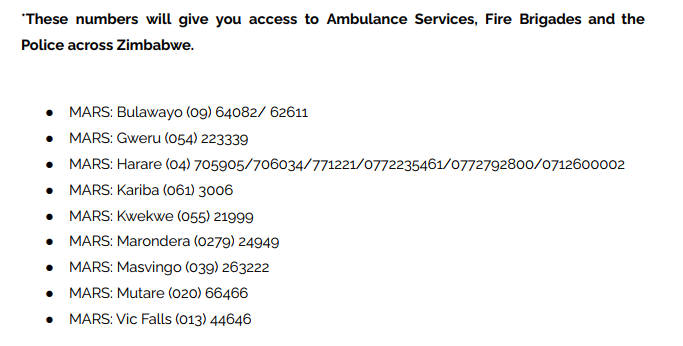 *These numbers will give you access to Ambulance Services, Fire Brigades and the
Police across Zimbabwe.
● MARS: Bulawayo (09) 64082/ 62611
● MARS: Gweru (054) 223339
● MARS: Harare (04) 705905/706034/771221/0772235461/0772792800/0712600002
● MARS: Kariba (061) 3006
● MARS: Kwekwe (055) 21999
● MARS: Marondera (0279) 24949
● MARS: Masvingo (039) 263222
● MARS: Mutare (020) 66466
● MARS: Vic Falls (013) 44646